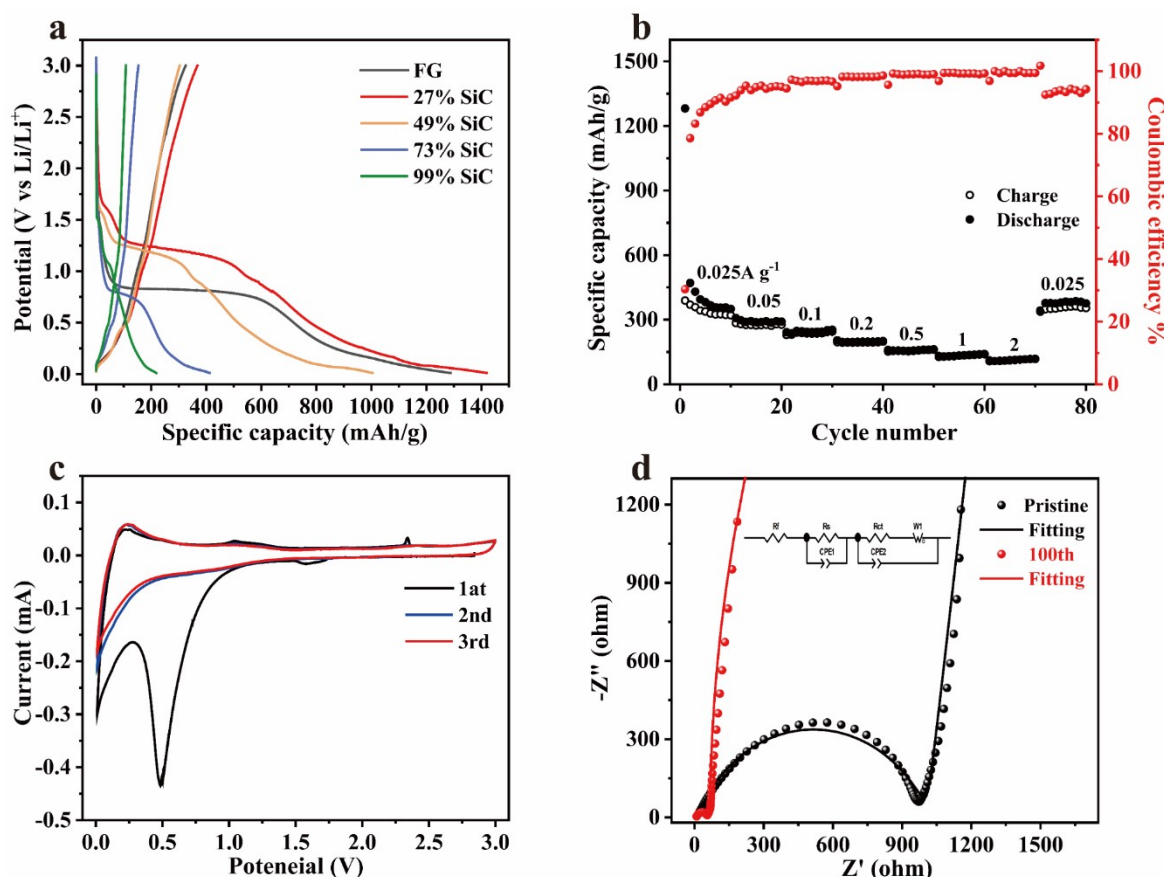 a
Potential (V vs Li/Li⁺)
3.0
2.5
2.0
1.5
1.0
0.5
0.0
FG
27% SiC
49% SiC
73% SiC
99% SiC
0 200 400 600 800 1000 1200 1400
Specific capacity (mAh/g)
b
Specific capacity (mAh/g)
1500
1200
900
600
300
0
Charge
Discharge
0.025A g⁻¹
0.05
0.1
0.2
0.5
1
2
0.025
100
80
60
40
20
0
Coulombic efficiency %
0 20 40 60 80
Cycle number
c
Current (mA)
0.1
0.0
-0.1
-0.2
-0.3
-0.4
-0.5
1at
2nd
3rd
0.0 0.5 1.0 1.5 2.0 2.5 3.0
Poteneial (V)
d
-Z'' (ohm)
1200
900
600
300
0
Rf Rs Rct W1
CPE1 CPE2
Pristine
Fitting
100th
Fitting
0 300 600 900 1200 1500
Z' (ohm)